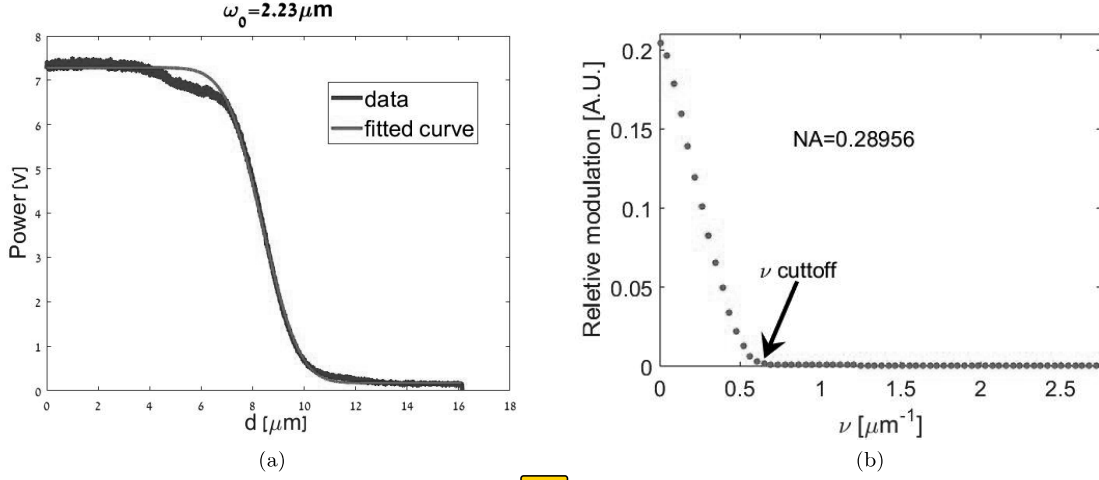 ω₀=2.23μm
8
7
6
5
4
3
2
1
0
Power [v]
data
fitted curve
0 2 4 6 8 10 12 14 16 18
d [μm]
(a)
0.2
0.15
0.1
0.05
0
Reletive modulation [A.U.]
NA=0.28956
ν cuttoff
0 0.5 1 1.5 2 2.5
ν [μm⁻¹]
(b)